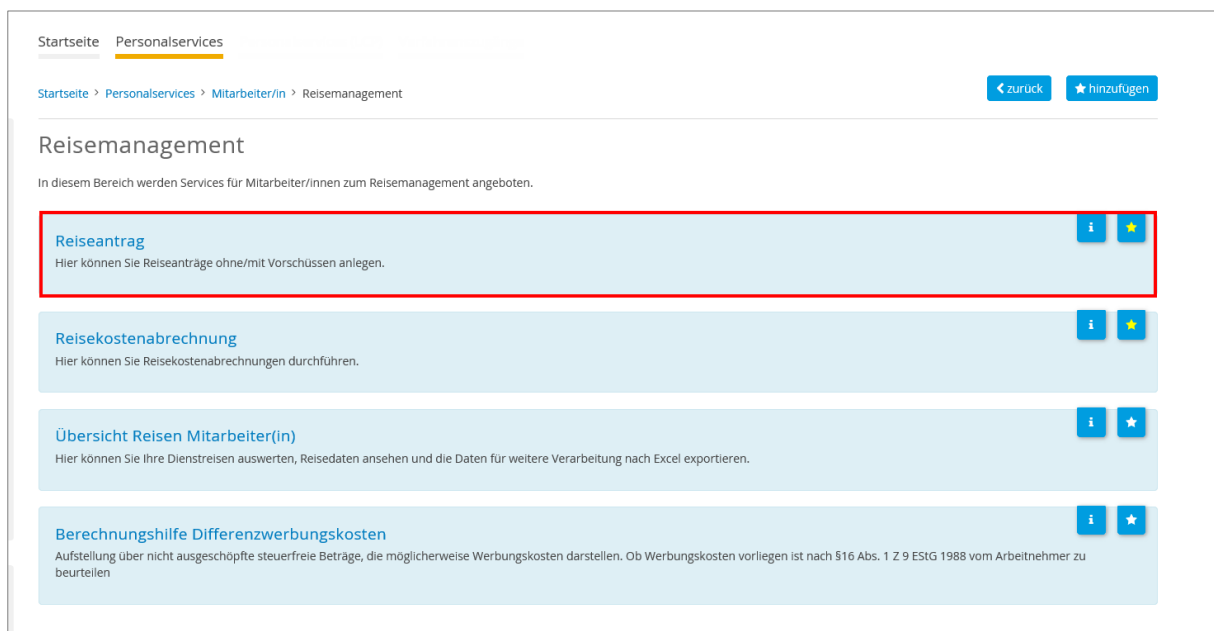 Startseite Personalservices
Startseite > Personalservices > Mitarbeiter/in > Reisemanagement
zurück hinzufügen
Reisemanagement
In diesem Bereich werden Services für Mitarbeiter/innen zum Reisemanagement angeboten.
Reiseantrag
Hier können Sie Reiseanträge ohne/mit Vorschüssen anlegen.
Reisekostenabrechnung
Hier können Sie Reisekostenabrechnungen durchführen.
Übersicht Reisen Mitarbeiter(in)
Hier können Sie Ihre Dienstreisen auswerten, Reisedaten ansehen und die Daten für weitere Verarbeitung nach Excel exportieren.
Berechnungshilfe Differenzwerbungskosten
Aufstellung über nicht ausgeschöpfte steuerfreie Beträge, die möglicherweise Werbungskosten darstellen. Ob Werbungskosten vorliegen ist nach §16 Abs. 1 Z 9 EStG 1988 vom Arbeitnehmer zu
beurteilen